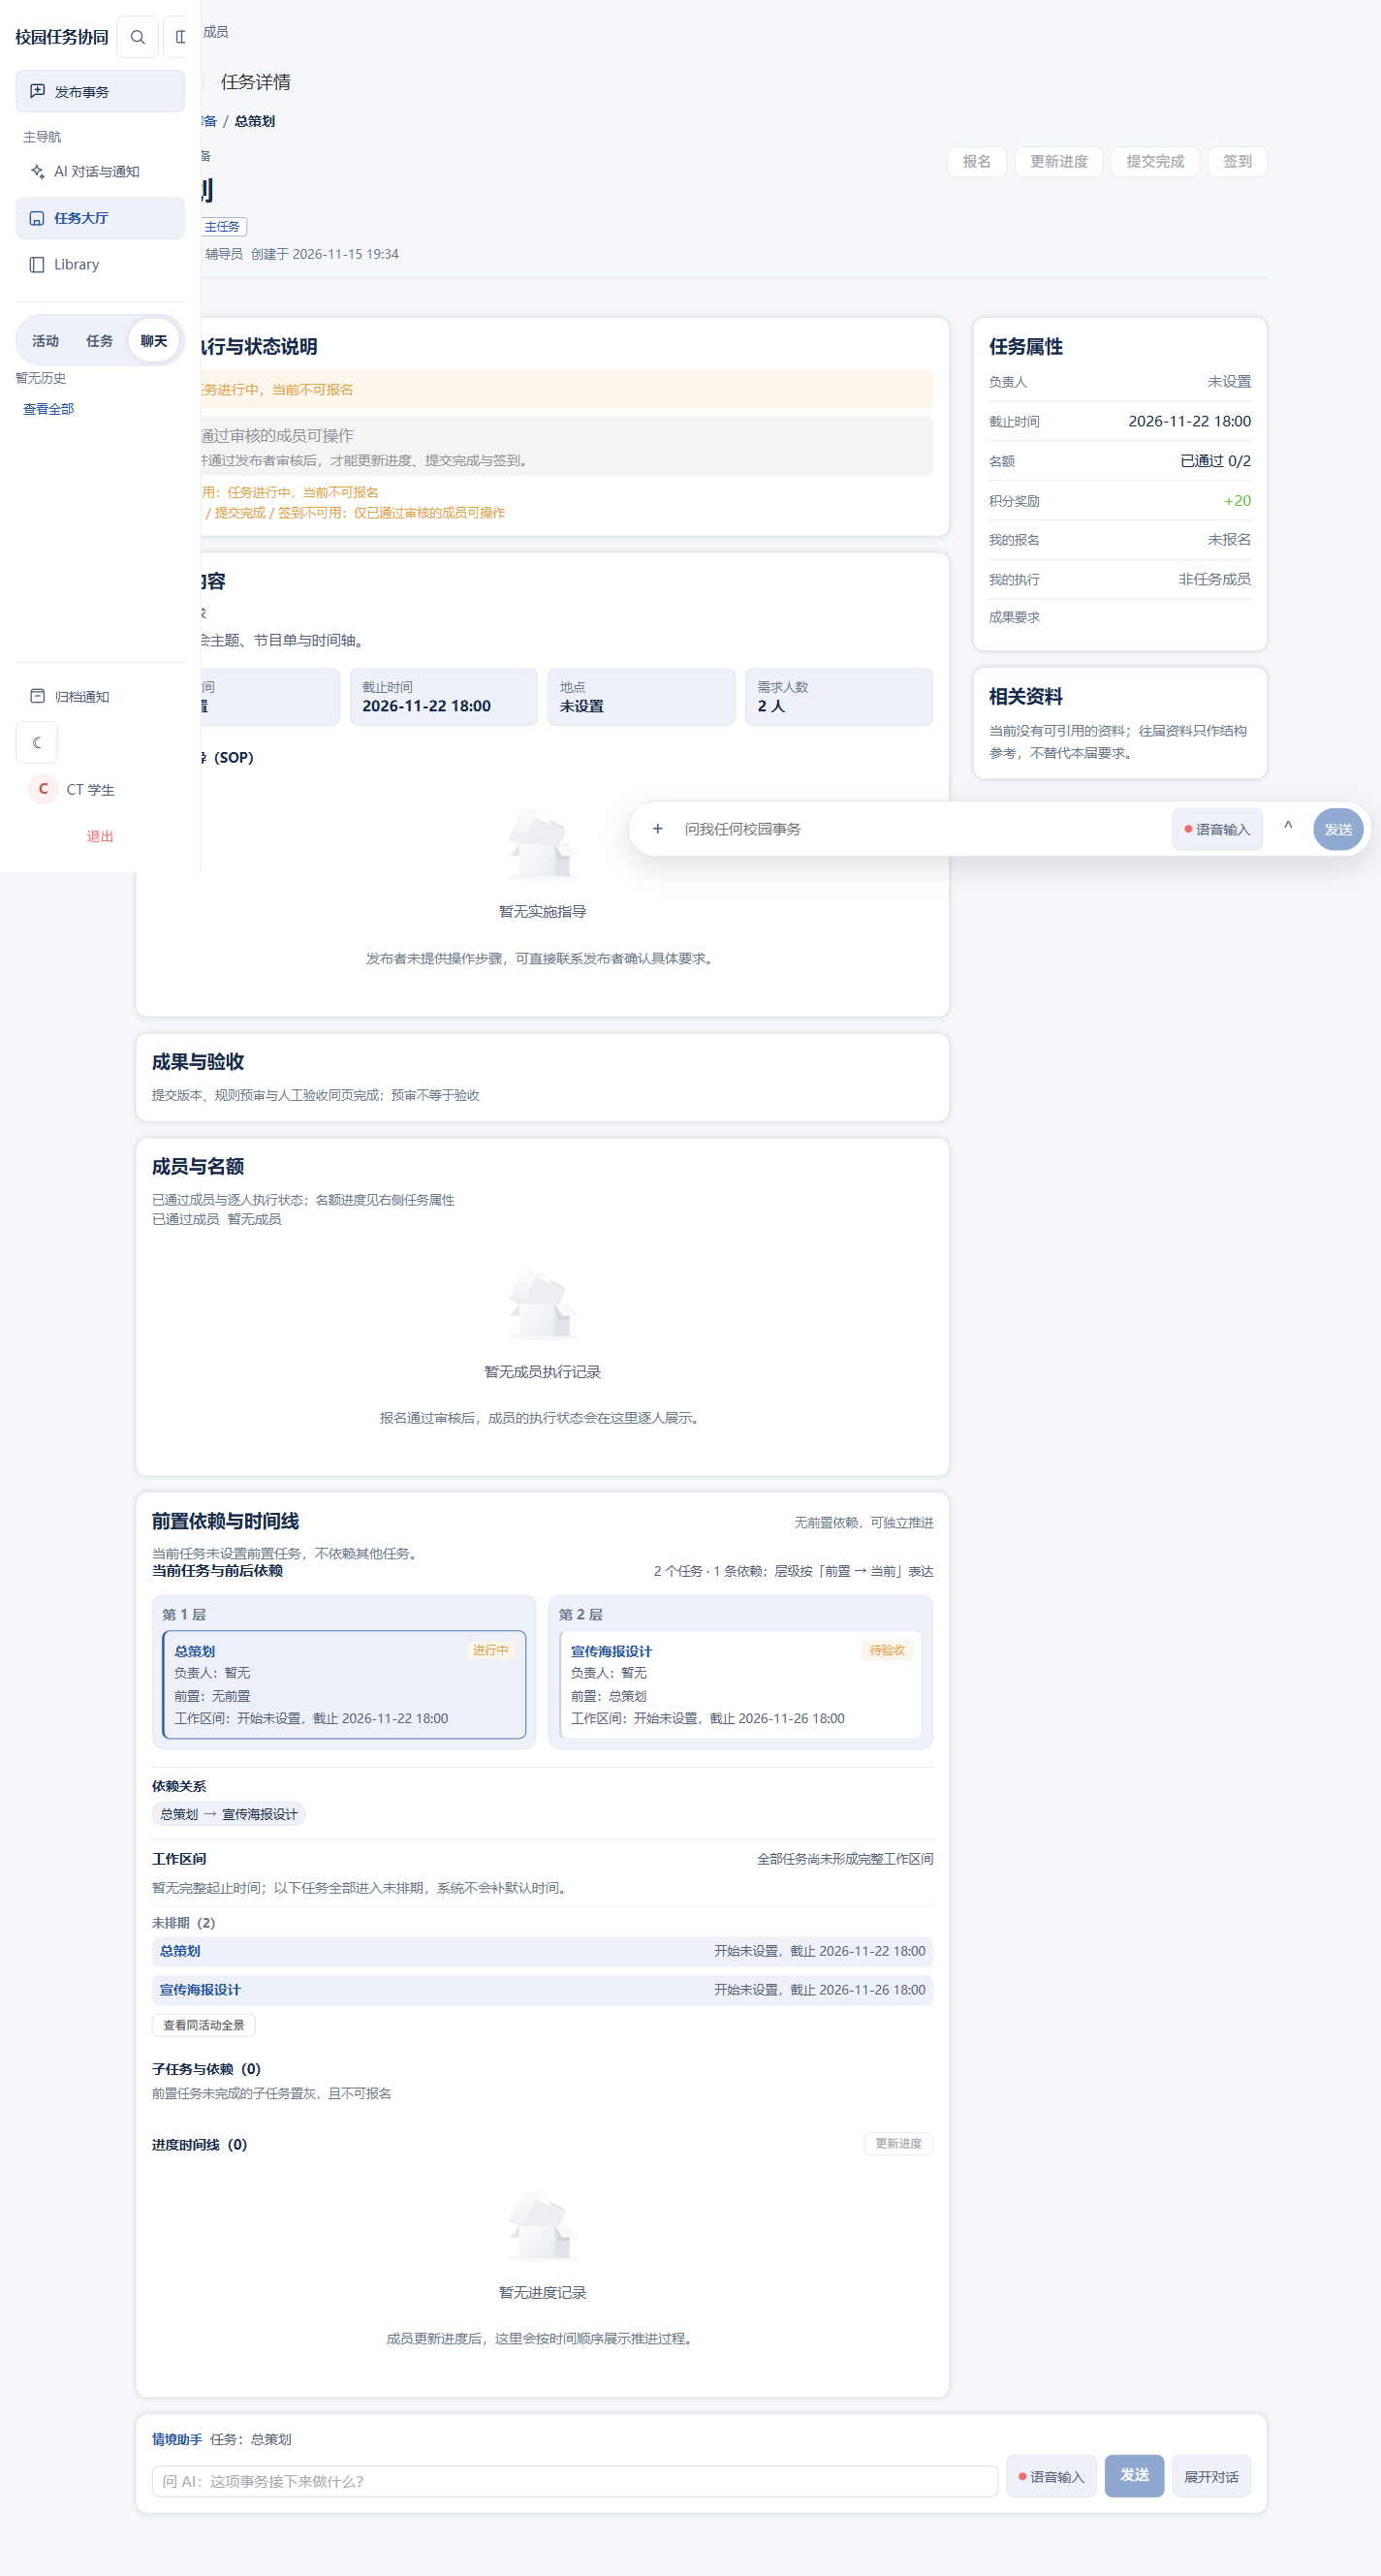 校园任务协同
发布事务
主导航
AI 对话与通知
任务大厅
Library
活动
任务
聊天
暂无历史
查看全部
归档通知
C
CT 学生
退出
成员
任务详情
备 / 总策划
备
划
主任务
辅导员 创建于 2026-11-15 19:34
报名
更新进度
提交完成
签到
执行与状态说明
任务进行中，当前不可报名
通过审核的成员可操作
并通过发布者审核后，才能更新进度、提交完成与签到。
用：任务进行中，当前不可报名
/ 提交完成 / 签到不可用：仅已通过审核的成员可操作
内容
求
会主题、节目单与时间轴。
间
置
截止时间
2026-11-22 18:00
地点
未设置
需求人数
2 人
导（SOP）
暂无实施指导
发布者未提供操作步骤，可直接联系发布者确认具体要求。
任务属性
负责人 未设置
截止时间 2026-11-22 18:00
名额 已通过 0/2
积分奖励 +20
我的报名 未报名
我的执行 非任务成员
成果要求
相关资料
当前没有可引用的资料；往届资料只作结构
参考，不替代本届要求。
+ 问我任何校园事务 语音输入 ^ 发送
成果与验收
提交版本、规则预审与人工验收同页完成；预审不等于验收
成员与名额
已通过成员与逐人执行状态；名额进度见右侧任务属性
已通过成员 暂无成员
暂无成员执行记录
报名通过审核后，成员的执行状态会在这里逐人展示。
前置依赖与时间线 无前置依赖，可独立推进
当前任务未设置前置任务，不依赖其他任务。
当前任务与前后依赖 2 个任务 · 1 条依赖；层级按「前置 → 当前」表达
第 1 层
总策划 进行中
负责人：暂无
前置：无前置
工作区间：开始未设置，截止 2026-11-22 18:00
第 2 层
宣传海报设计 待验收
负责人：暂无
前置：总策划
工作区间：开始未设置，截止 2026-11-26 18:00
依赖关系
总策划 → 宣传海报设计
工作区间 全部任务尚未形成完整工作区间
暂无完整起止时间；以下任务全部进入未排期，系统不会补默认时间。
未排期（2）
总策划 开始未设置，截止 2026-11-22 18:00
宣传海报设计 开始未设置，截止 2026-11-26 18:00
查看同活动全景
子任务与依赖（0）
前置任务未完成的子任务置灰，且不可报名
进度时间线（0） 更新进度
暂无进度记录
成员更新进度后，这里会按时间顺序展示推进过程。
情境助手 任务：总策划
问 AI：这项事务接下来做什么？ 语音输入 发送 展开对话